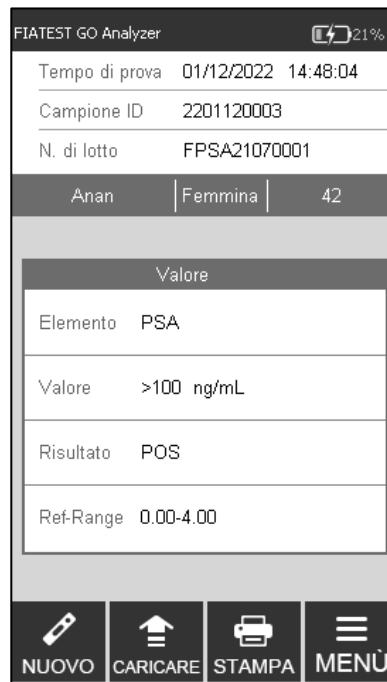 FIATEST GO Analyzer 21%
Tempo di prova 01/12/2022 14:48:04
Campione ID 2201120003
N. di lotto FPSA21070001
Anan Femmina 42
Valore
Elemento PSA
Valore >100 ng/mL
Risultato POS
Ref-Range 0.00-4.00
NUOVO CARICARE STAMPA MENÙ